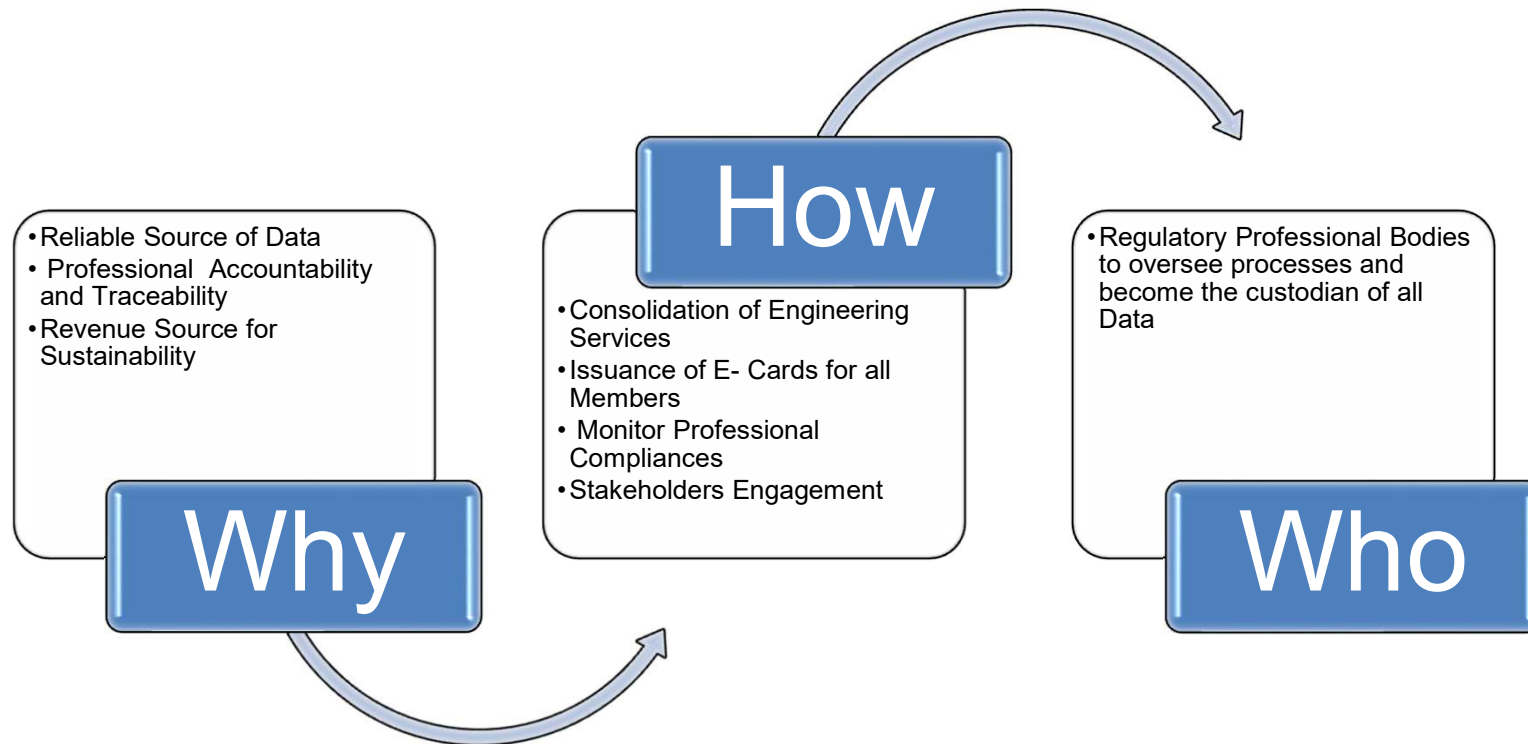 •Reliable Source of Data
• Professional Accountability
and Traceability
•Revenue Source for
Sustainability
Why
How
•Consolidation of Engineering
Services
•Issuance of E- Cards for all
Members
• Monitor Professional
Compliances
•Stakeholders Engagement
•Regulatory Professional Bodies
to oversee processes and
become the custodian of all
Data
Who